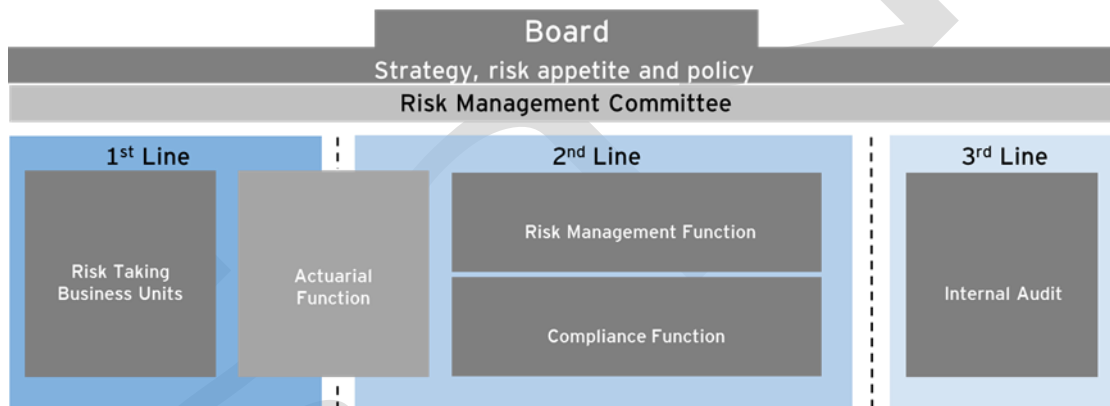 Board
Strategy, risk appetite and policy
Risk Management Committee
1st Line
2nd Line
3rd Line
Risk Taking
Business Units
Actuarial
Function
Risk Management Function
Compliance Function
Internal Audit